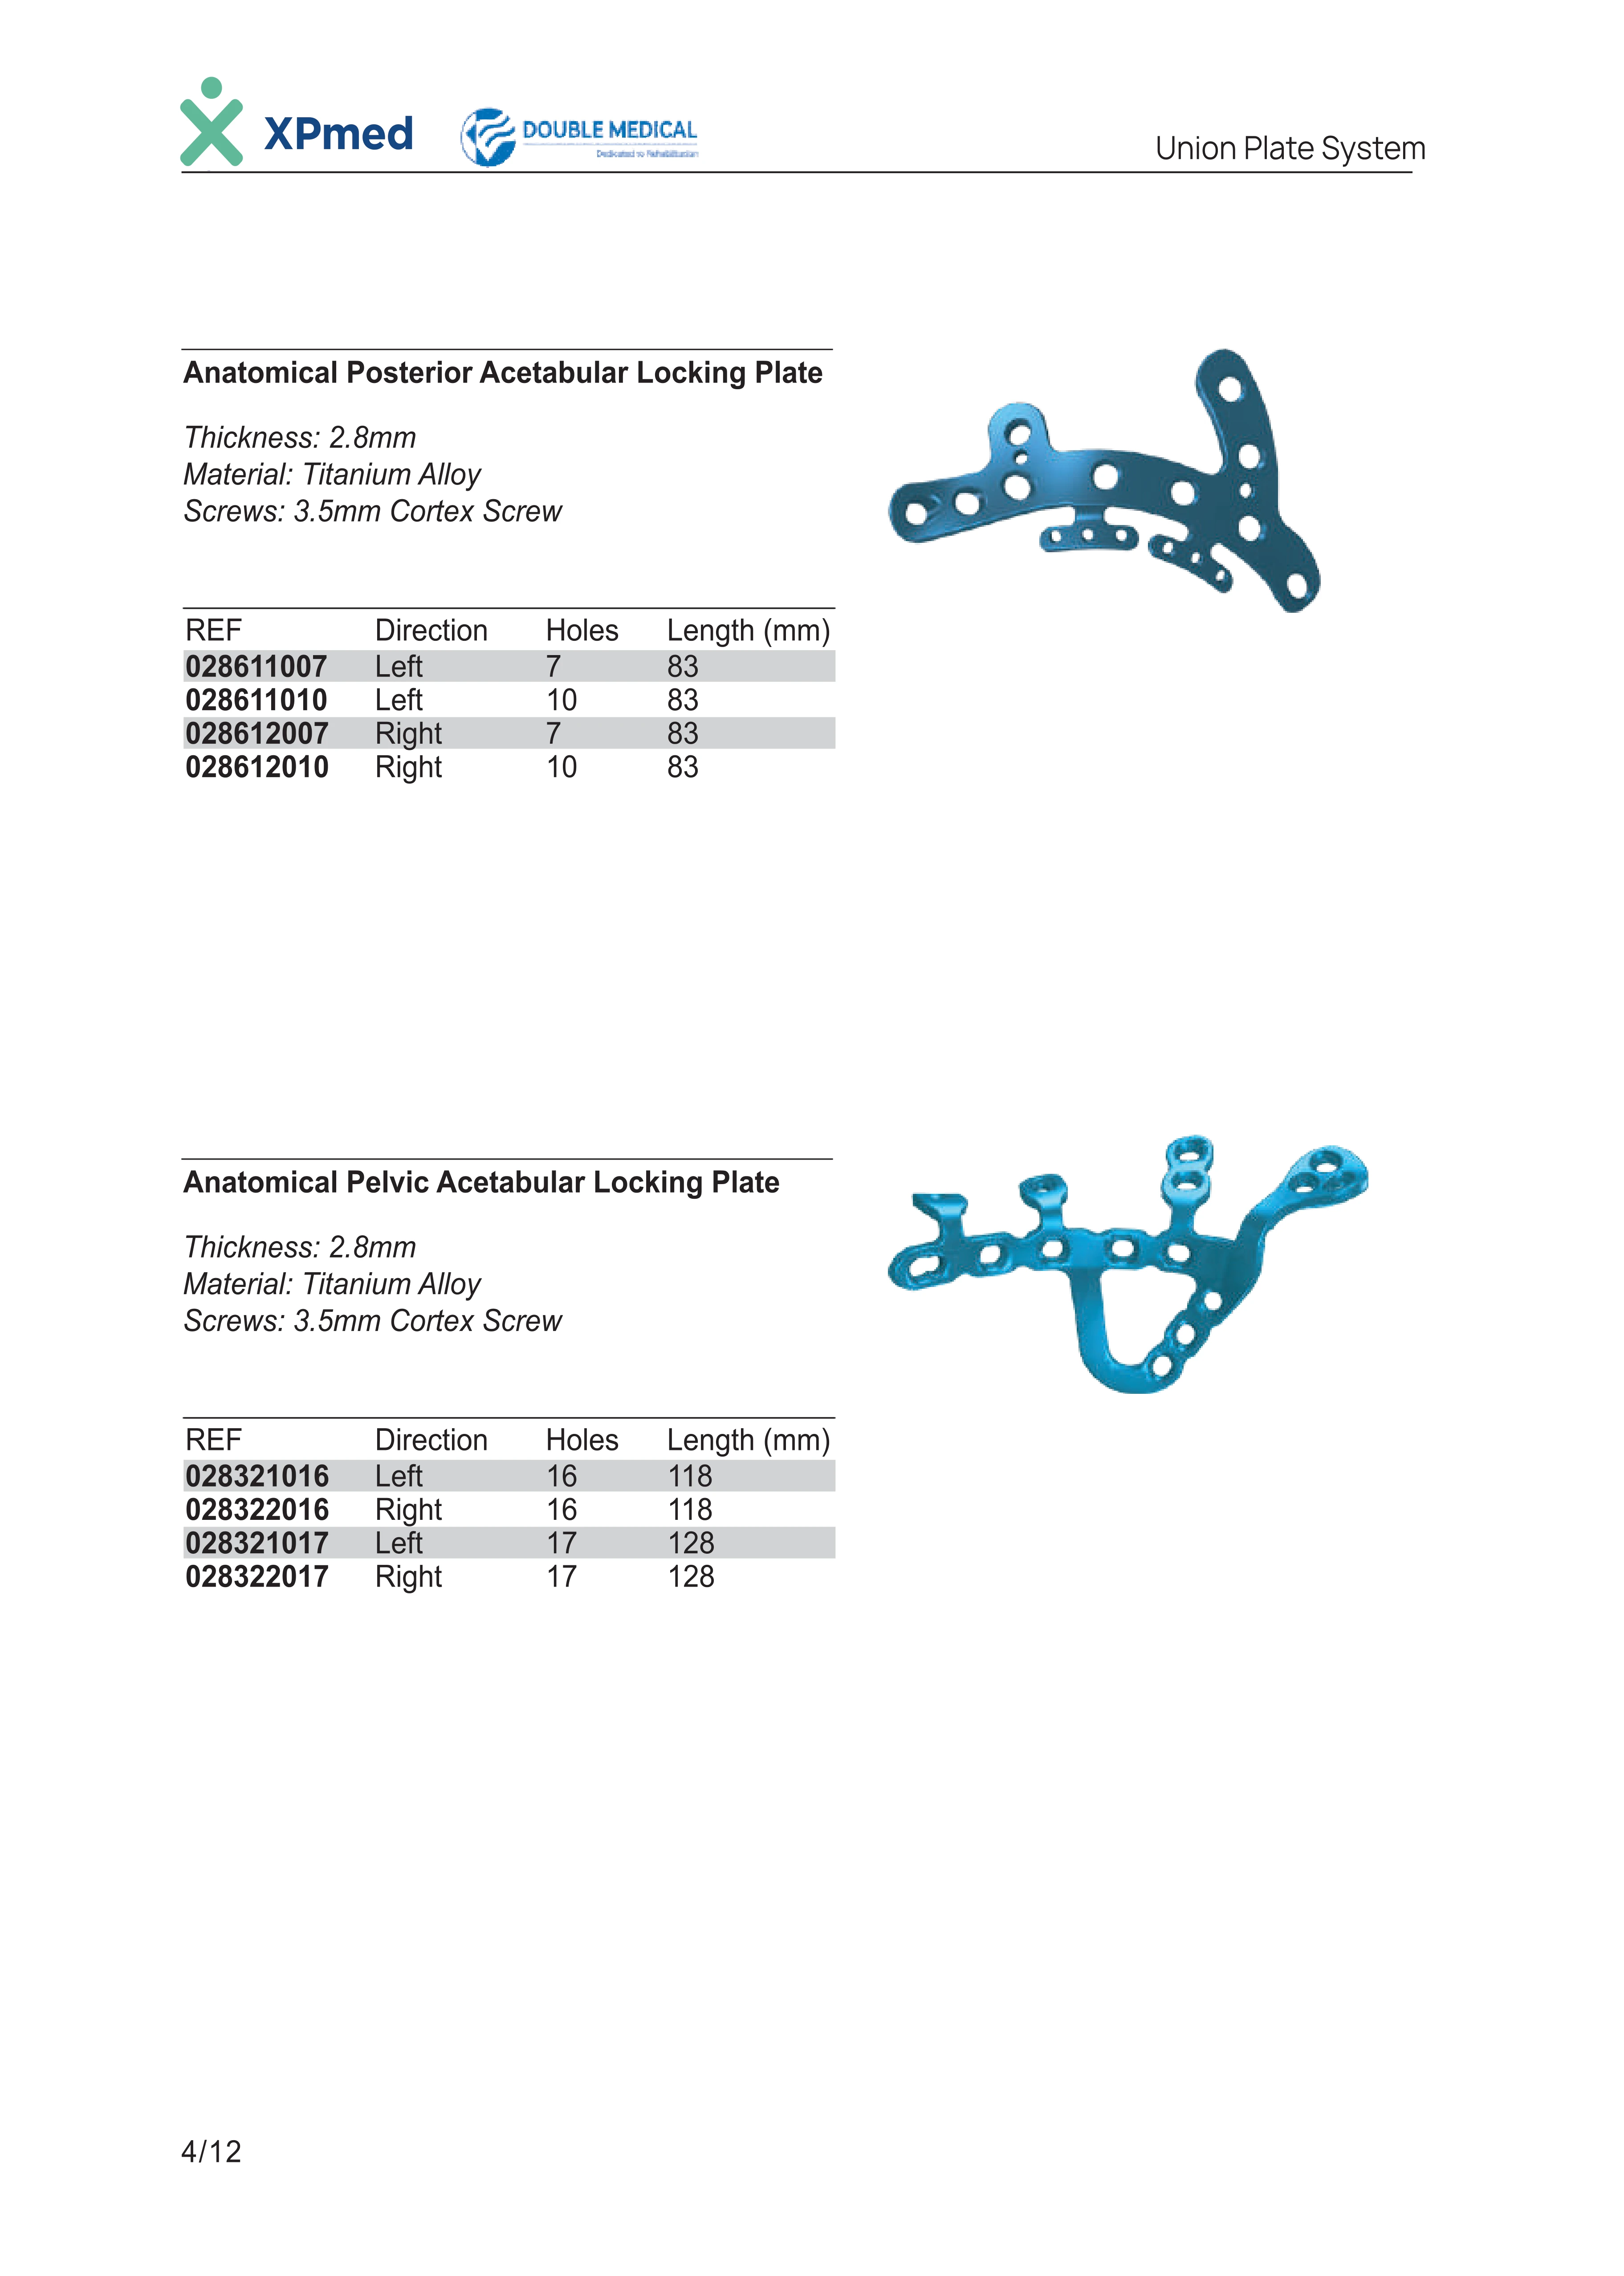 XPmed
DOUBLE MEDICAL
Dedicated to Rehabilitation
Union Plate System
Anatomical Posterior Acetabular Locking Plate
Thickness: 2.8mm
Material: Titanium Alloy
Screws: 3.5mm Cortex Screw
REF Direction Holes Length (mm)
028611007 Left 7 83
028611010 Left 10 83
028612007 Right 7 83
028612010 Right 10 83
Anatomical Pelvic Acetabular Locking Plate
Thickness: 2.8mm
Material: Titanium Alloy
Screws: 3.5mm Cortex Screw
REF Direction Holes Length (mm)
028321016 Left 16 118
028322016 Right 16 118
028321017 Left 17 128
028322017 Right 17 128
4/12